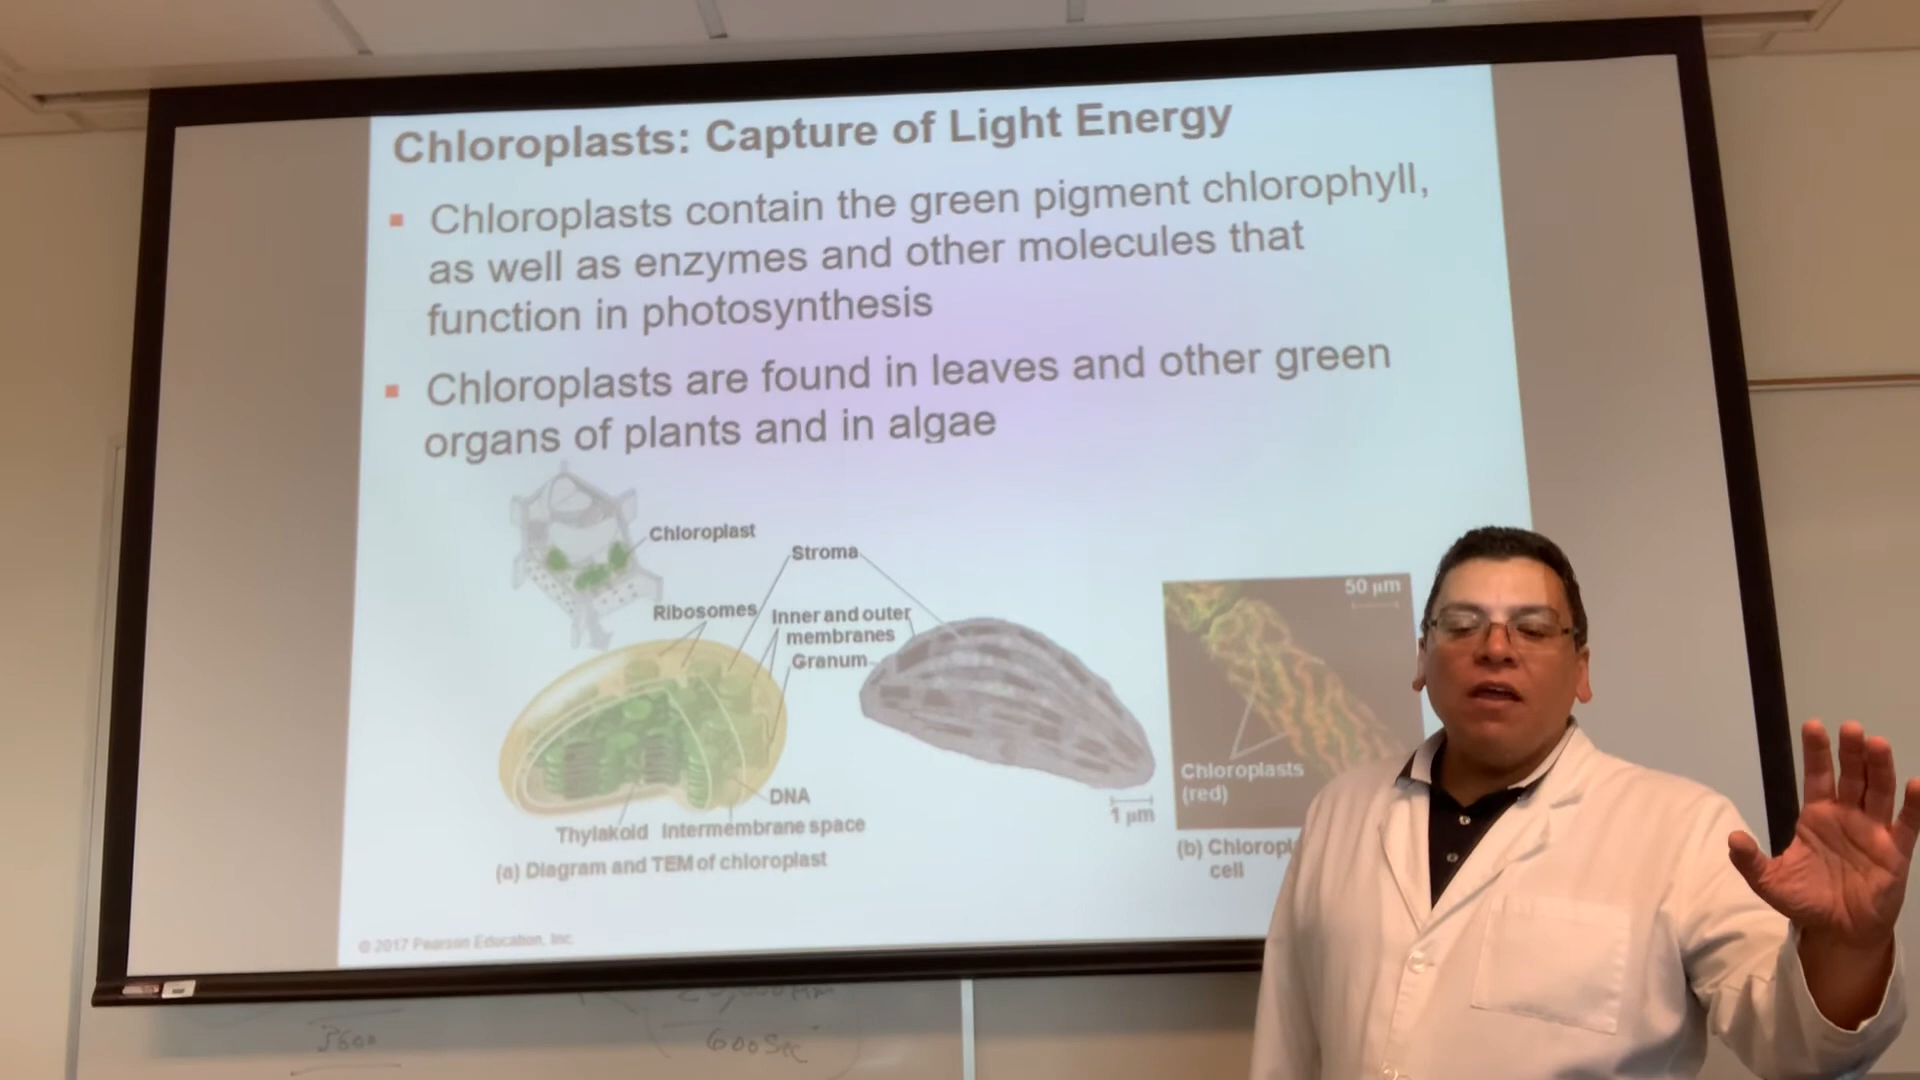 Chloroplasts: Capture of Light Energy
Chloroplasts contain the green pigment chlorophyll,
as well as enzymes and other molecules that
function in photosynthesis
Chloroplasts are found in leaves and other green
organs of plants and in algae
Chloroplast
Stroma
Ribosomes
Inner and outer
membranes
Granum
DNA
Thylakoid
Intermembrane space
(a) Diagram and TEM of chloroplast
1 µm
50 µm
Chloroplasts
(red)
(b)
cell
© 2017 Pearson Education, Inc.
3600
600 Sec